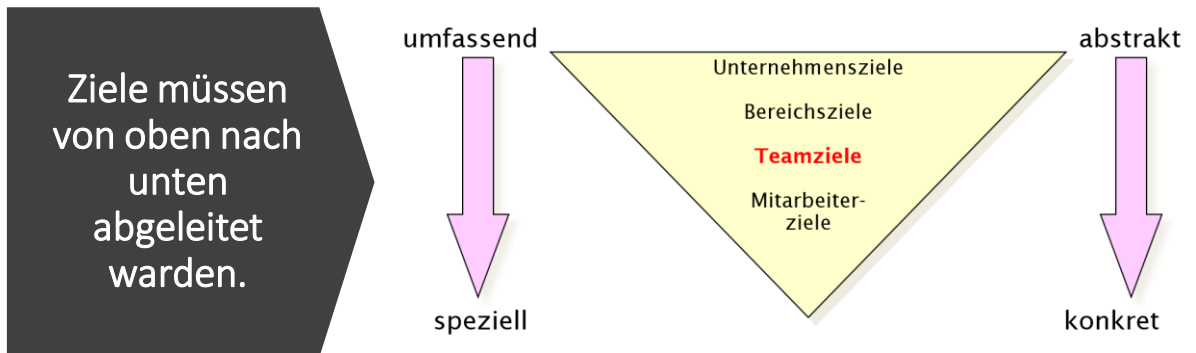 Ziele müssen
von oben nach
unten
abgeleitet
warden.
umfassend
speziell
Unternehmensziele
Bereichsziele
Teamziele
Mitarbeiter-
ziele
abstrakt
konkret